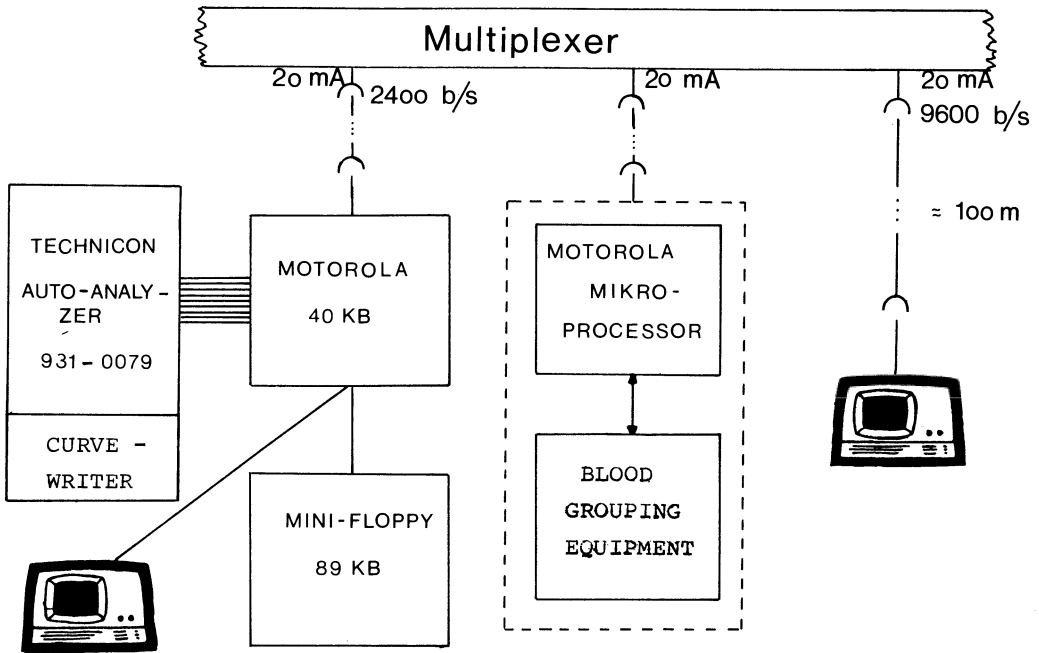 Multiplexer
2o mA
2o mA
2o mA
24oo b/s
9600 b/s
≈ 1oo m
TECHNICON
AUTO-ANALY-
ZER
931-0079
CURVE -
WRITER
MOTOROLA
40 KB
MINI-FLOPPY
89 KB
MOTOROLA
MIKRO-
PROCESSOR
BLOOD
GROUPING
EQUIPMENT